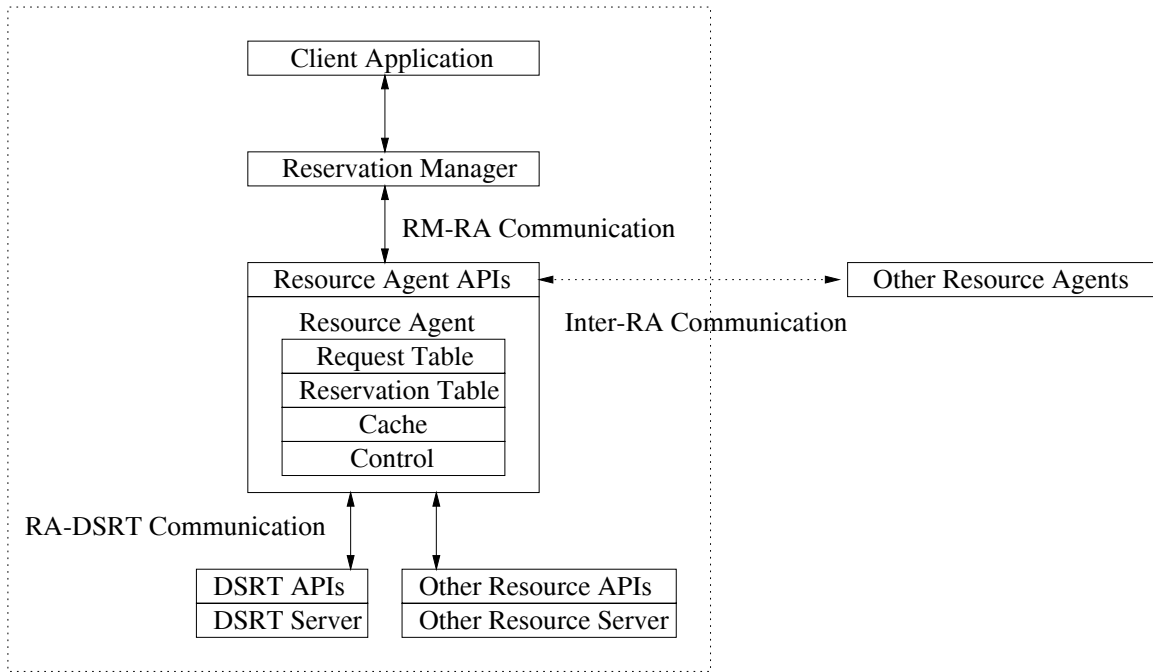 Client Application
Reservation Manager
RM-RA Communication
Resource Agent APIs
Other Resource Agents
Resource Agent
Inter-RA Communication
Request Table
Reservation Table
Cache
Control
RA-DSRT Communication
DSRT APIs
Other Resource APIs
DSRT Server
Other Resource Server